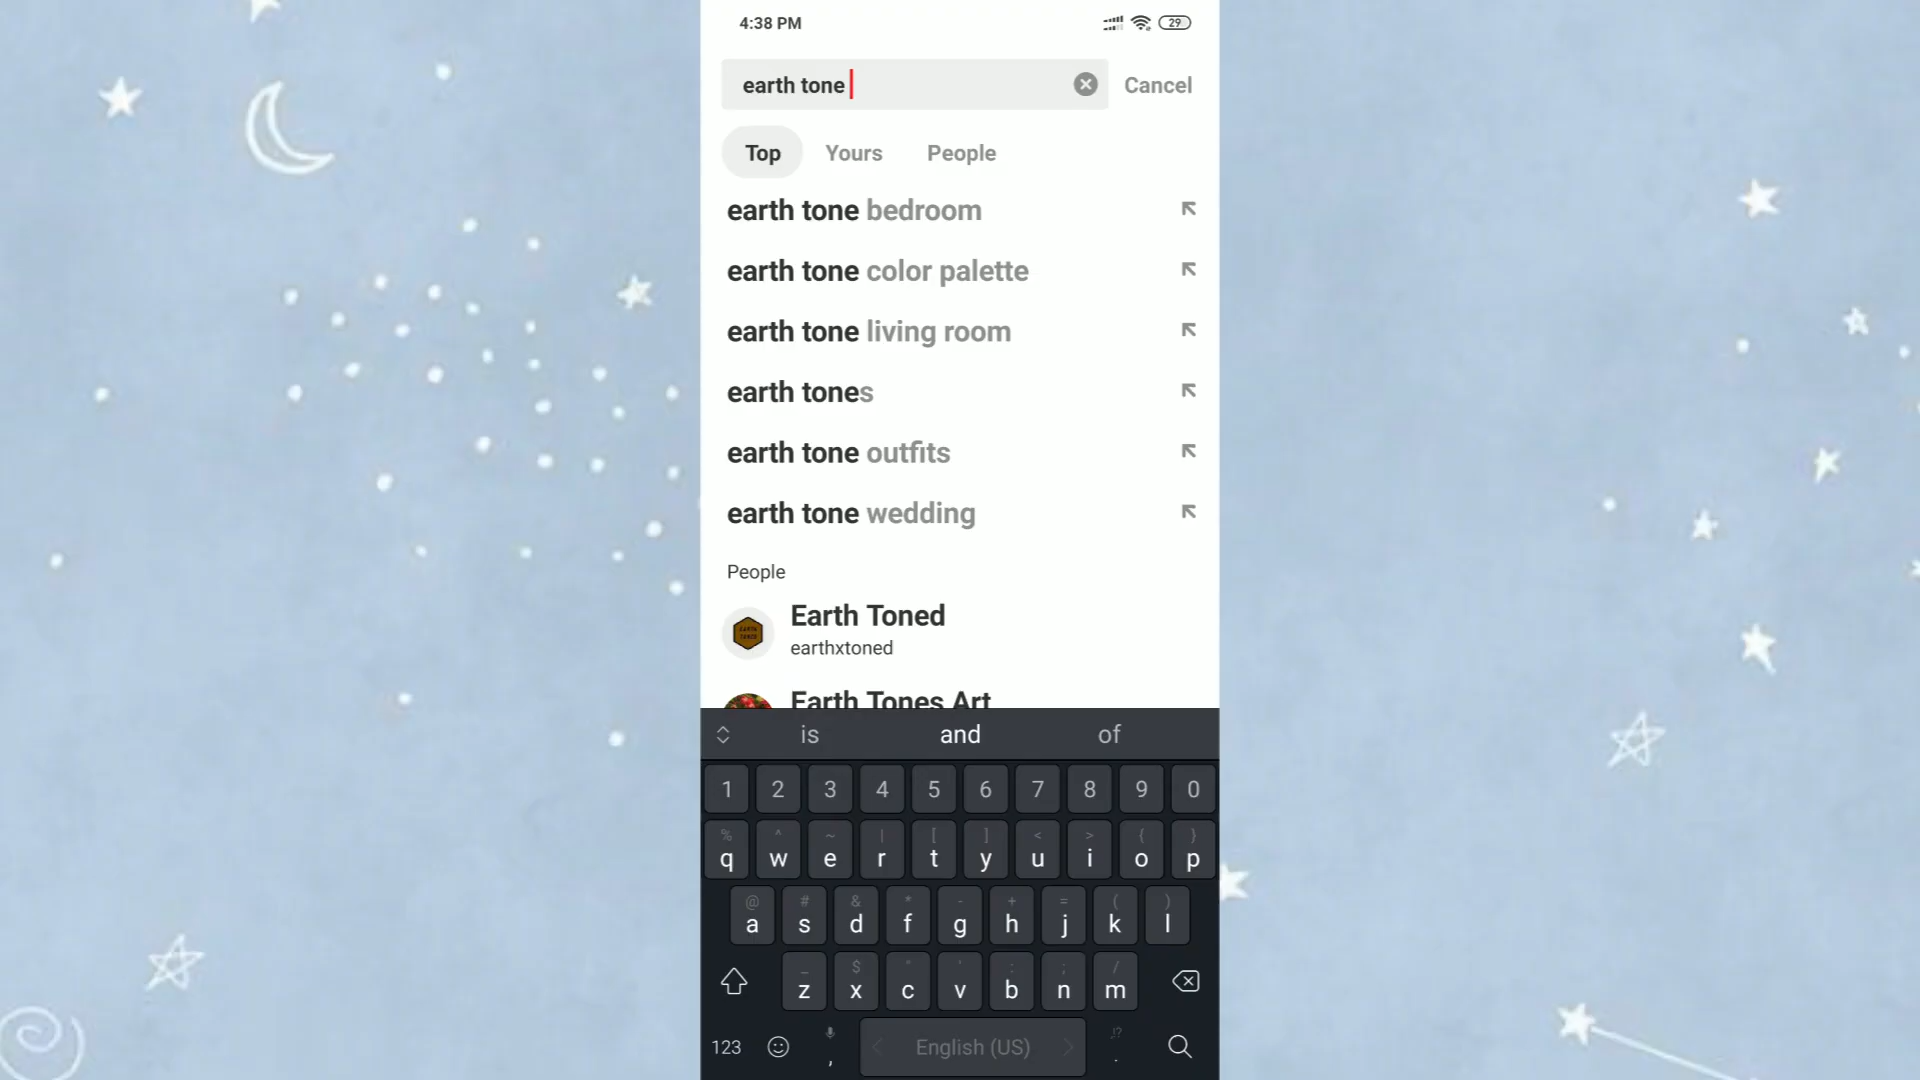 4:38 PM
29
earth tone
Cancel
Top Yours People
earth tone bedroom
earth tone color palette
earth tone living room
earth tones
earth tone outfits
earth tone wedding
People
Earth Toned
earthxtoned
Earth Tones Art
is and of
1 2 3 4 5 6 7 8 9 0
% ^ ~ | [ ] < > { }
q w e r t y u i o p
@ # & * - + = ( )
a s d f g h j k l
_ $ " ' : ; /
z x c v b n m
123 , English (US) .